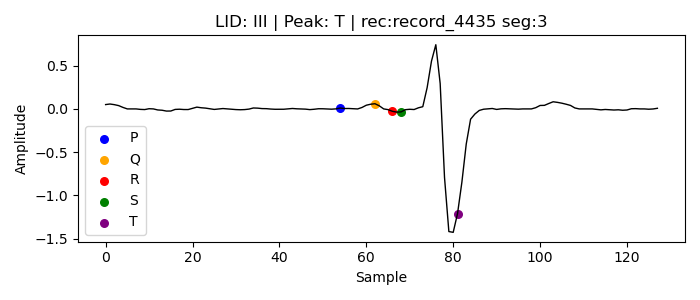 LID: III | Peak: T | rec:record_4435 seg:3
Amplitude
0.5
0.0
−0.5
−1.0
−1.5
P
Q
R
S
T
0 20 40 60 80 100 120
Sample